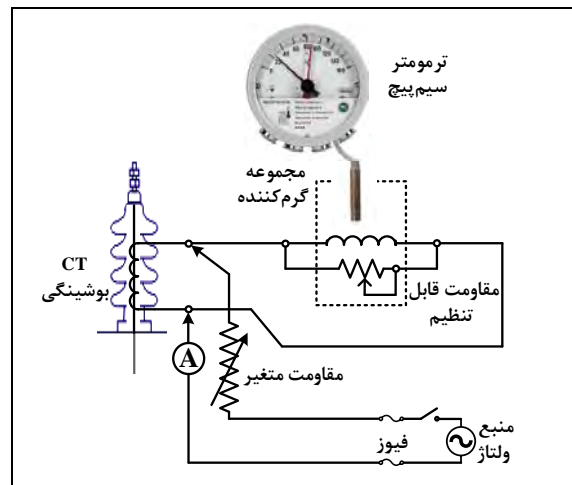 ترمومتر
سیم‌پیچ
مجموعه
گرم‌کننده
CT
بوشینگی
مقاومت قابل
تنظیم
A
مقاومت متغیر
منبع
ولتاژ
فیوز